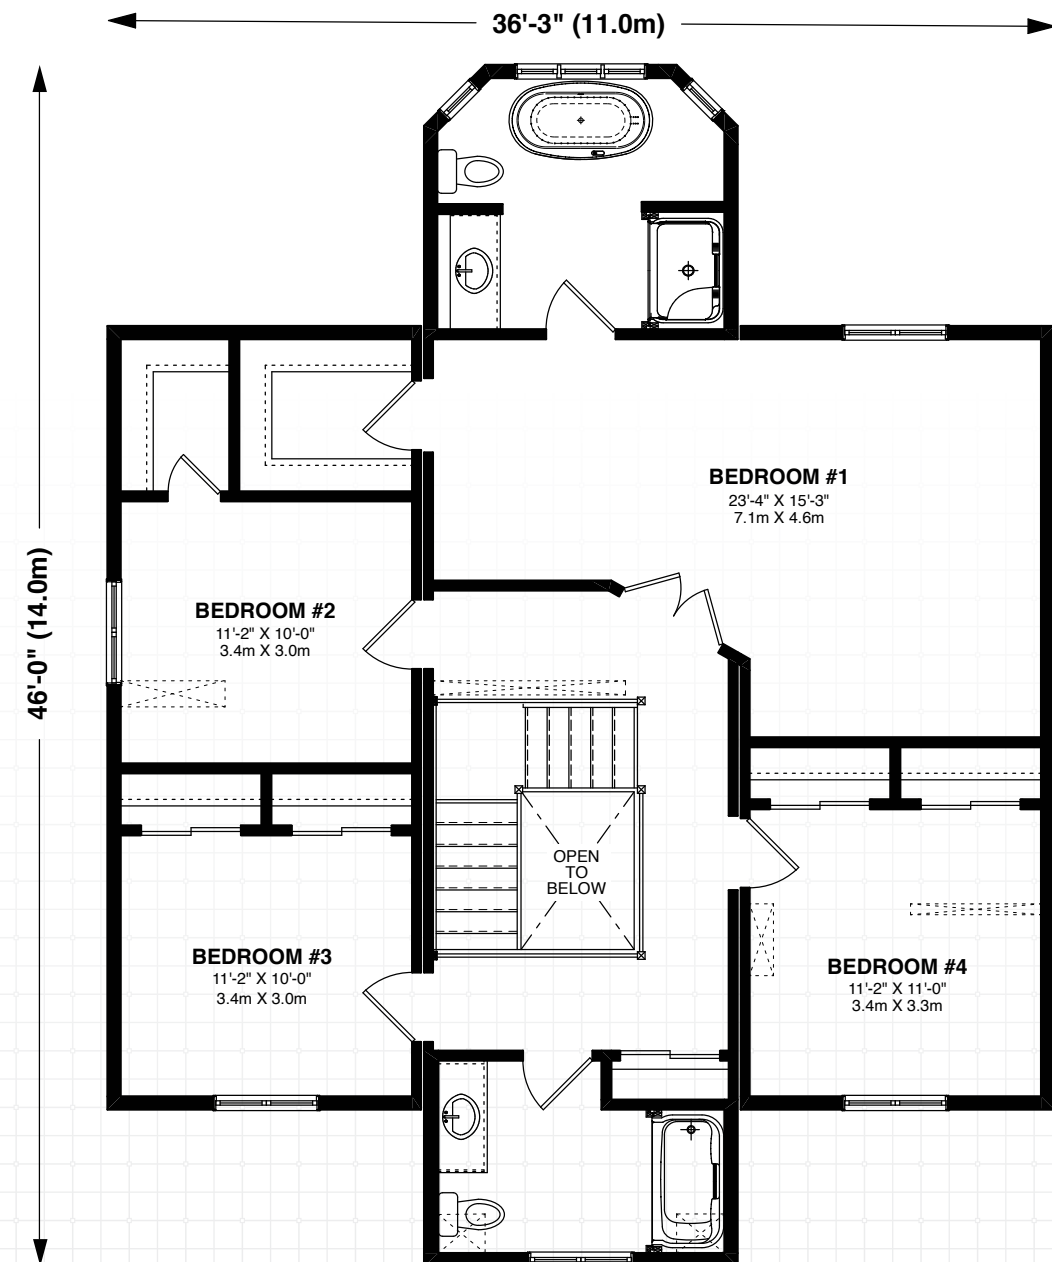 36'-3" (11.0m)
46'-0" (14.0m)
BEDROOM #1
23'-4" X 15'-3"
7.1m X 4.6m
BEDROOM #2
11'-2" X 10'-0"
3.4m X 3.0m
OPEN
TO
BELOW
BEDROOM #3
11'-2" X 10'-0"
3.4m X 3.0m
BEDROOM #4
11'-2" X 11'-0"
3.4m X 3.3m